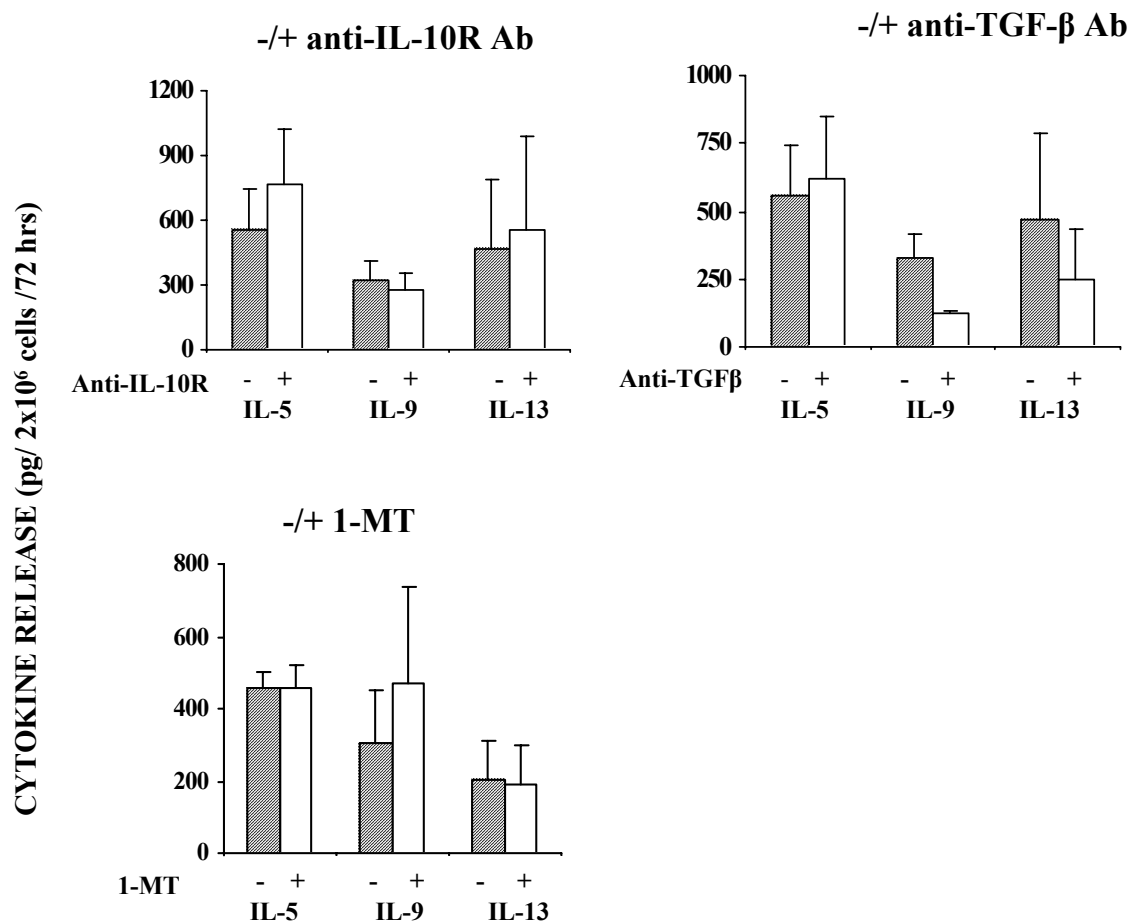 -/+ anti-IL-10R Ab
1200
900
600
300
0
Anti-IL-10R - + - + - +
IL-5 IL-9 IL-13
-/+ anti-TGF-β Ab
1000
750
500
250
0
Anti-TGFβ - + - + - +
IL-5 IL-9 IL-13
CYTOKINE RELEASE (pg/ 2x10⁶ cells /72 hrs)
-/+ 1-MT
800
600
400
200
0
1-MT - + - + - +
IL-5 IL-9 IL-13